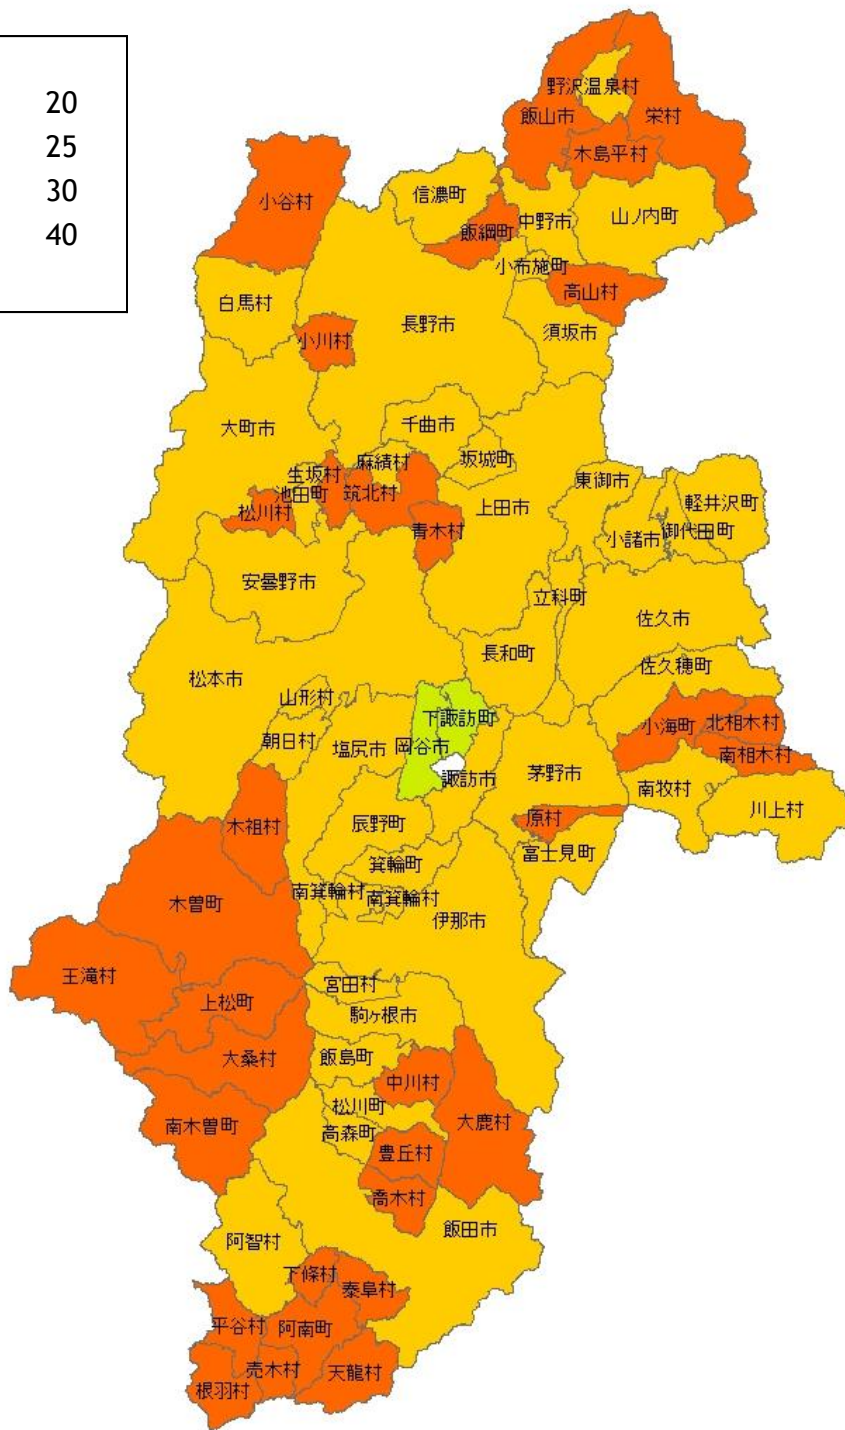 20
25
30
40
野沢温泉村
飯山市
栄村
木島平村
小谷村
信濃町
中野市
山ノ内町
飯綱町
小布施町
高山村
白馬村
長野市
須坂市
小川村
大町市
千曲市
坂城町
麻績村
生坂村
池田町
筑北村
松川村
青木村
上田市
東御市
軽井沢町
小諸市
御代田町
安曇野市
立科町
佐久市
長和町
佐久穂町
松本市
山形村
下諏訪町
小海町
北相木村
朝日村
塩尻市
岡谷市
南相木村
諏訪市
茅野市
南牧村
川上村
木祖村
辰野町
原村
箕輪町
富士見町
南箕輪村
南箕輪村
木曽町
伊那市
王滝村
宮田村
上松町
駒ヶ根市
大桑村
飯島町
中川村
松川町
大鹿村
南木曽町
高森町
豊丘村
喬木村
飯田市
阿智村
下條村
泰阜村
平谷村
阿南町
売木村
天龍村
根羽村